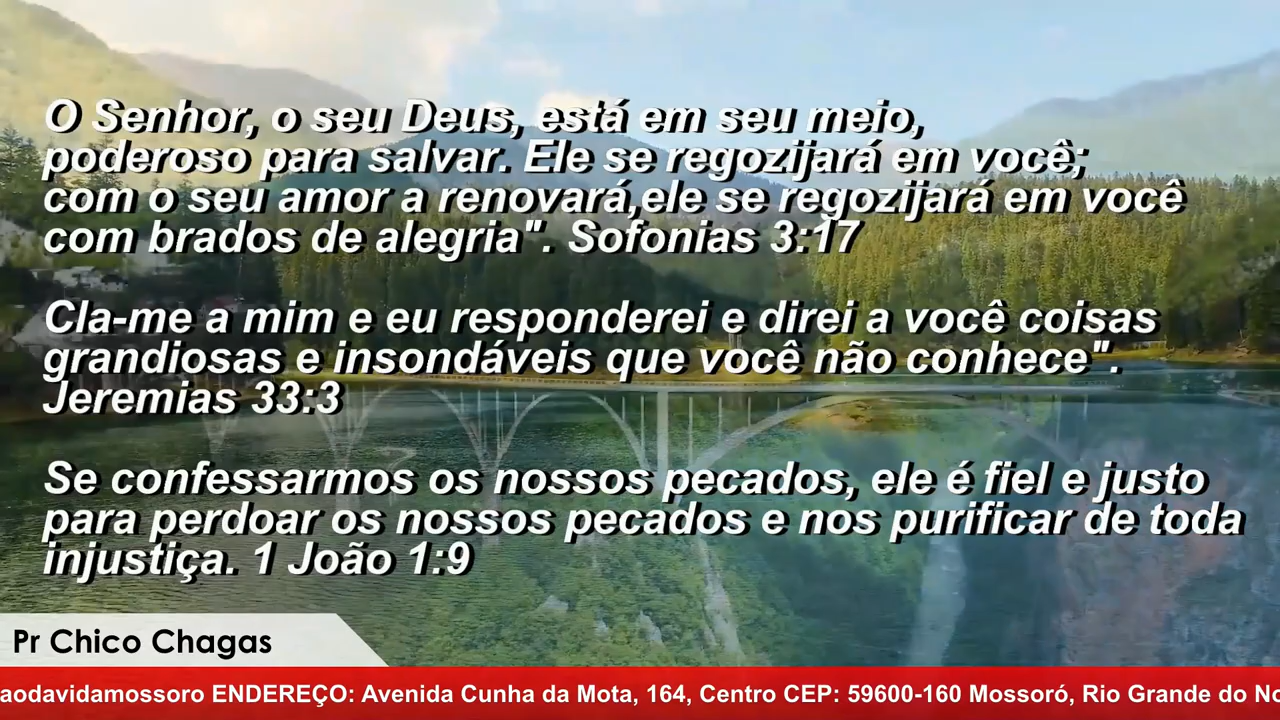 O Senhor, o seu Deus, está em seu meio,
poderoso para salvar. Ele se regozijará em você;
com o seu amor a renovará,ele se regozijará em você
com brados de alegria". Sofonias 3:17
Cla-me a mim e eu responderei e direi a você coisas
grandiosas e insondáveis que você não conhece".
Jeremias 33:3
Se confessarmos os nossos pecados, ele é fiel e justo
para perdoar os nossos pecados e nos purificar de toda
injustiça. 1 João 1:9
Pr Chico Chagas
aodavidamossoro ENDEREÇO: Avenida Cunha da Mota, 164, Centro CEP: 59600-160 Mossoró, Rio Grande do No